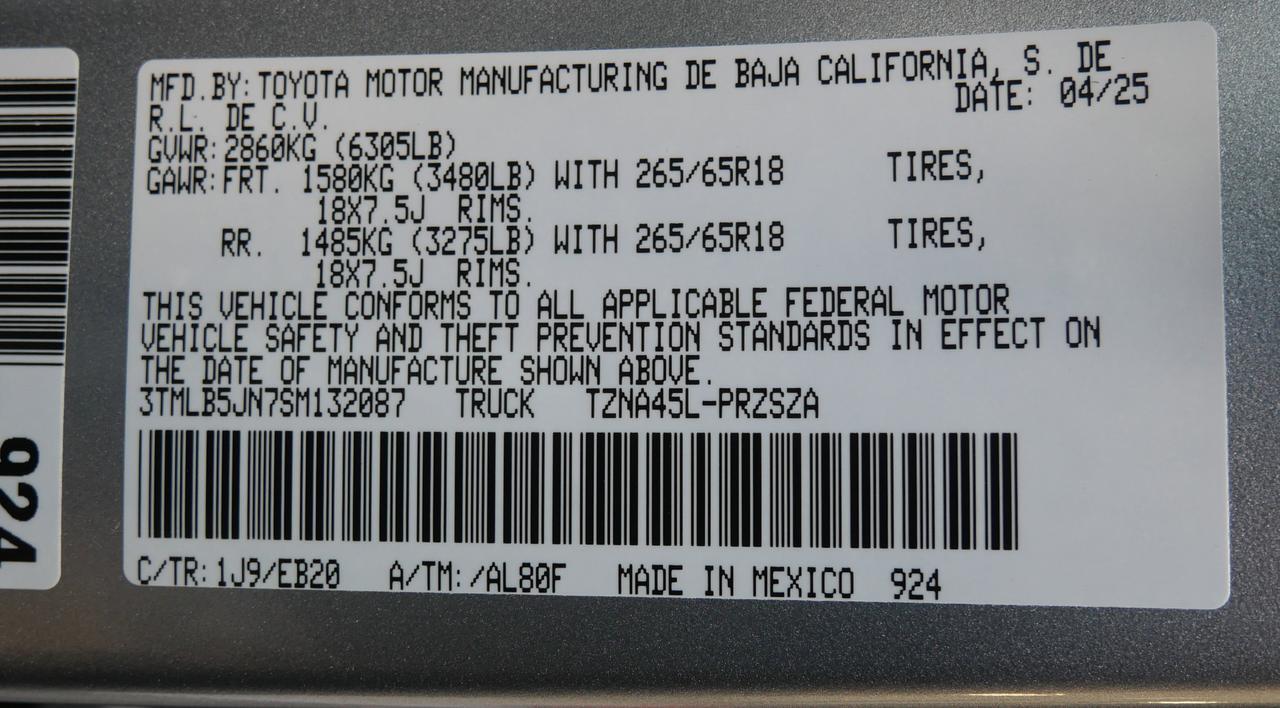 MFD.BY:TOYOTA MOTOR MANUFACTURING DE BAJA CALIFORNIA, S. DE
R.L. DE C.V. DATE: 04/25
GVWR:2860KG (6305LB)
GAWR:FRT. 1580KG (3480LB) WITH 265/65R18 TIRES,
18X7.5J RIMS.
RR. 1485KG (3275LB) WITH 265/65R18 TIRES,
18X7.5J RIMS.
THIS VEHICLE CONFORMS TO ALL APPLICABLE FEDERAL MOTOR
VEHICLE SAFETY AND THEFT PREVENTION STANDARDS IN EFFECT ON
THE DATE OF MANUFACTURE SHOWN ABOVE.
3TMLB5JN7SM132087 TRUCK TZNA45L-PRZSZA
C/TR:1J9/EB20 A/TM:/AL80F MADE IN MEXICO 924
924